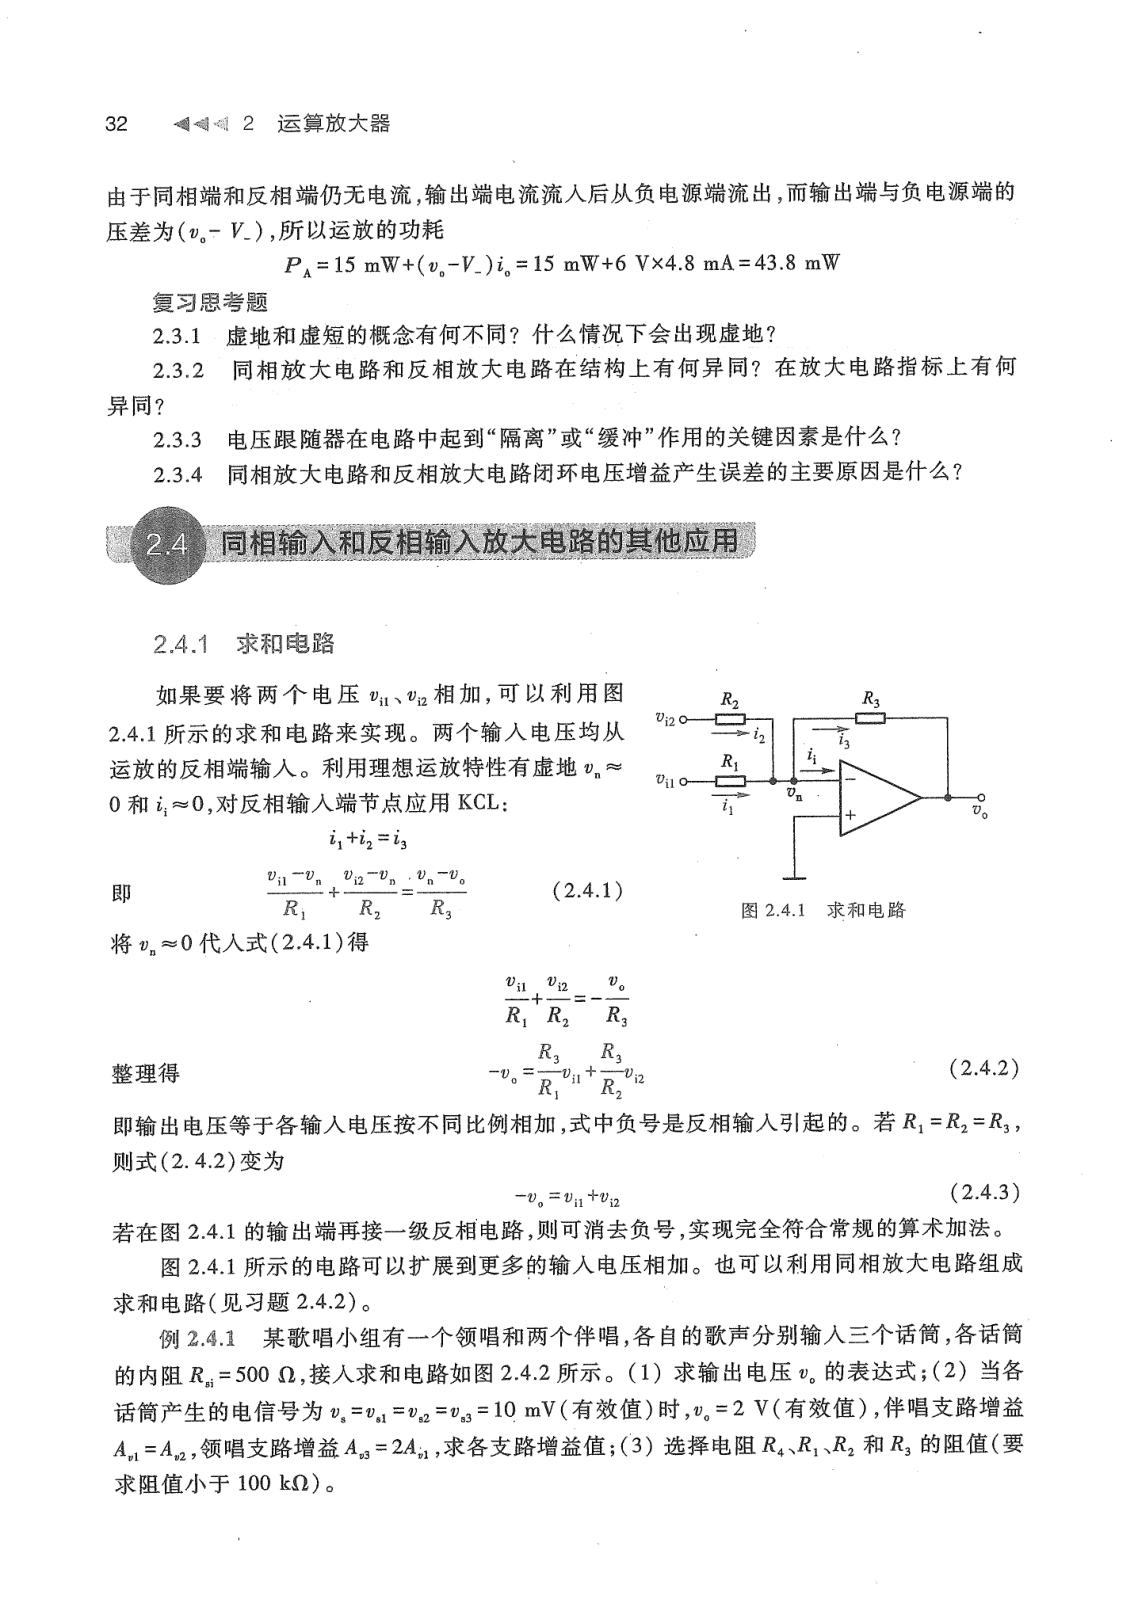 32 2 运算放大器
由于同相端和反相端仍无电流,输出端电流流入后从负电源端流出,而输出端与负电源端的
压差为(vₒ- V₋),所以运放的功耗
P_A=15 mW+(vₒ-V₋)iₒ=15 mW+6 V×4.8 mA=43.8 mW
复习思考题
2.3.1 虚地和虚短的概念有何不同? 什么情况下会出现虚地?
2.3.2 同相放大电路和反相放大电路在结构上有何异同? 在放大电路指标上有何
异同?
2.3.3 电压跟随器在电路中起到“隔离”或“缓冲”作用的关键因素是什么?
2.3.4 同相放大电路和反相放大电路闭环电压增益产生误差的主要原因是什么?
2.4 同相输入和反相输入放大电路的其他应用
2.4.1 求和电路
如果要将两个电压 v_i1、v_i2 相加,可以利用图
2.4.1 所示的求和电路来实现。两个输入电压均从
运放的反相端输入。利用理想运放特性有虚地 v_n≈
0 和 i_i≈0,对反相输入端节点应用 KCL:
i₁+i₂=i₃
即 (v_i1-v_n)/R₁+(v_i2-v_n)/R₂=(v_n-vₒ)/R₃ (2.4.1)
R₂ R₃
v_i2 i₂ i₃
R₁ i_i
v_i1 v_n - 
i₁ + vₒ
图 2.4.1 求和电路
将 v_n≈0 代入式(2.4.1)得
v_i1/R₁+v_i2/R₂=-vₒ/R₃
整理得 -vₒ=(R₃/R₁)v_i1+(R₃/R₂)v_i2 (2.4.2)
即输出电压等于各输入电压按不同比例相加,式中负号是反相输入引起的。若 R₁=R₂=R₃,
则式(2.4.2)变为
-vₒ=v_i1+v_i2 (2.4.3)
若在图 2.4.1 的输出端再接一级反相电路,则可消去负号,实现完全符合常规的算术加法。
图 2.4.1 所示的电路可以扩展到更多的输入电压相加。也可以利用同相放大电路组成
求和电路(见习题 2.4.2)。
例 2.4.1 某歌唱小组有一个领唱和两个伴唱,各自的歌声分别输入三个话筒,各话筒
的内阻 R_si=500 Ω,接入求和电路如图 2.4.2 所示。(1) 求输出电压 vₒ 的表达式;(2) 当各
话筒产生的电信号为 v_s=v_s1=v_s2=v_s3=10 mV(有效值)时,vₒ=2 V(有效值),伴唱支路增益
A_v1=A_v2,领唱支路增益 A_v3=2A_v1,求各支路增益值;(3) 选择电阻 R₄、R₁、R₂ 和 R₃ 的阻值(要
求阻值小于 100 kΩ)。